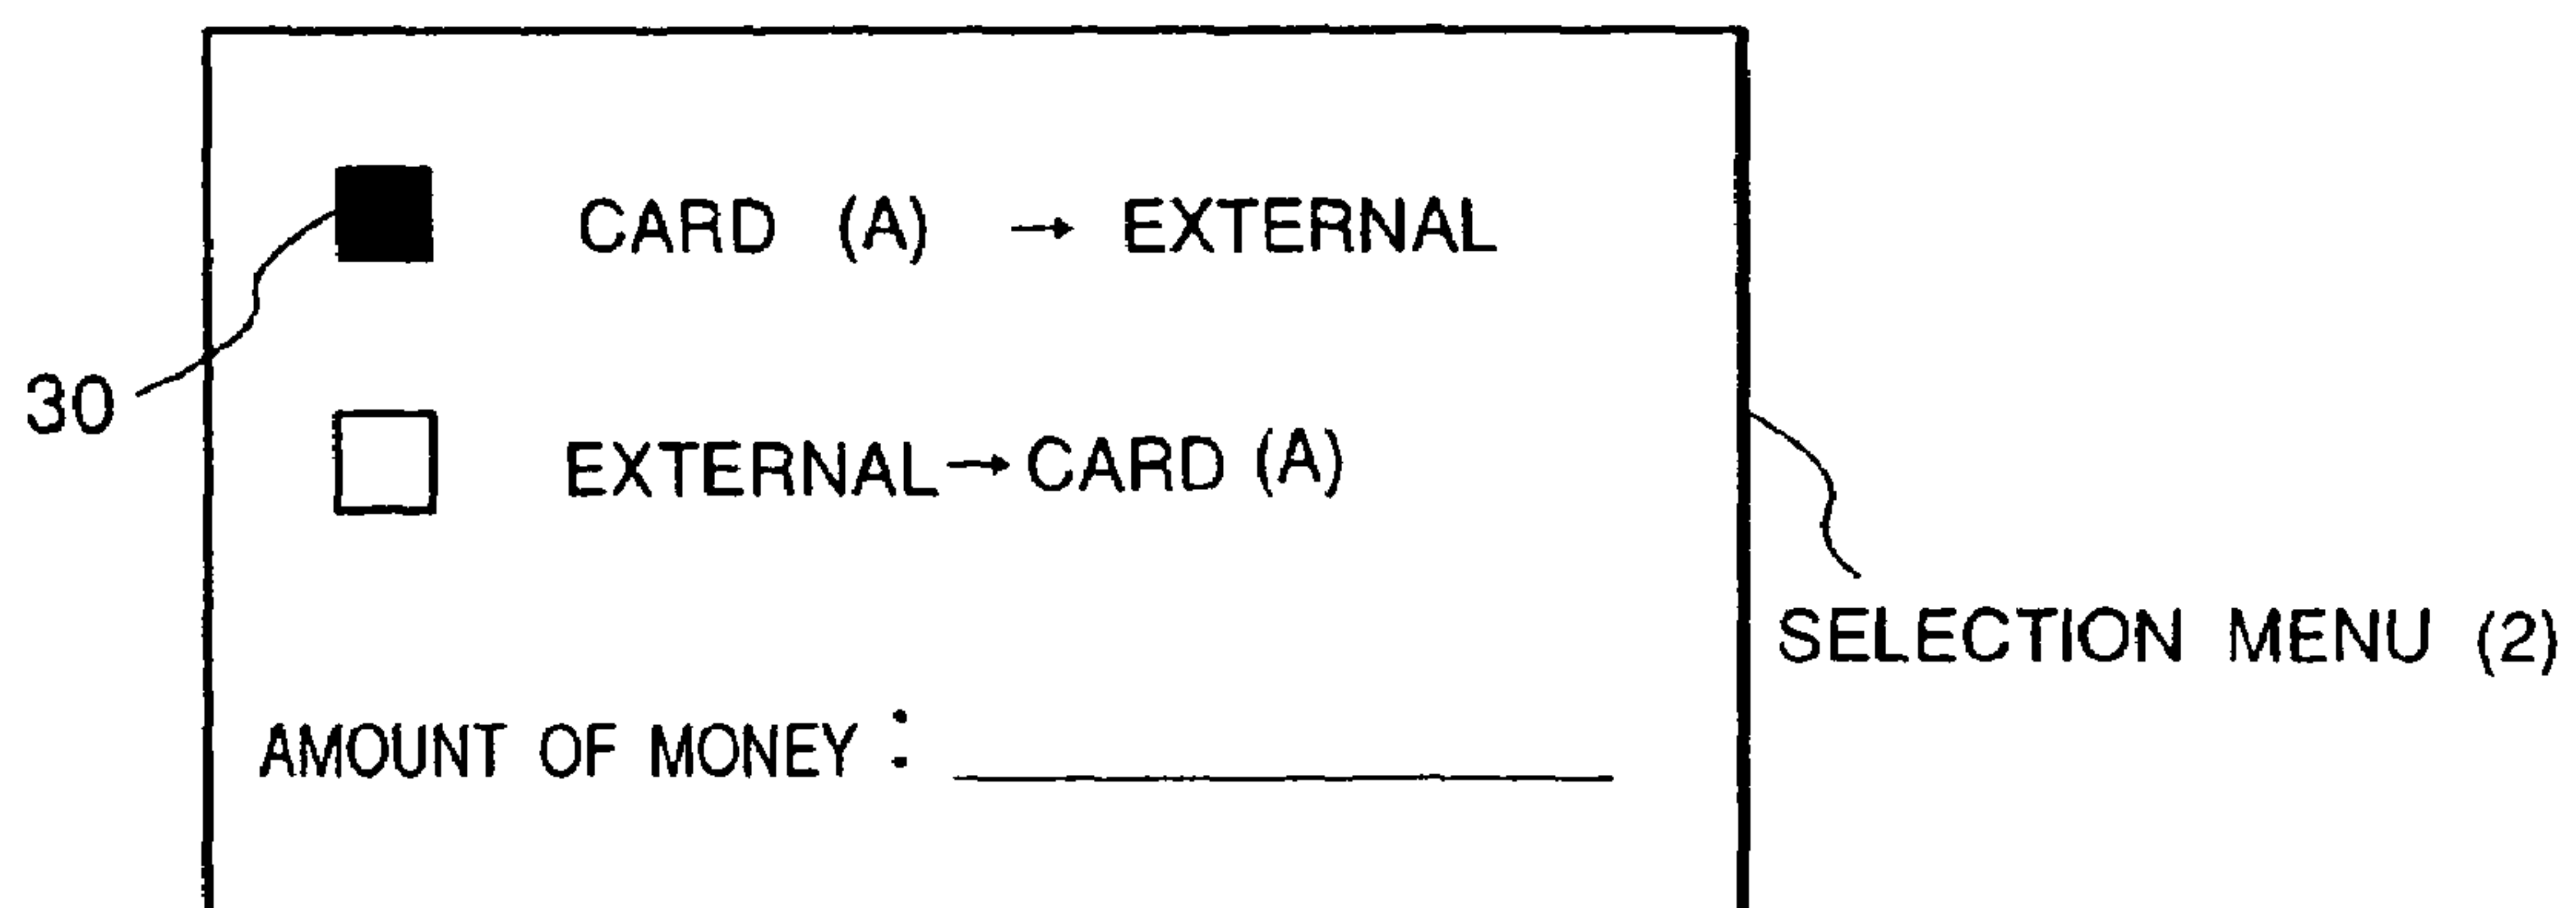 CARD (A) → EXTERNAL
30
EXTERNAL→CARD (A)
SELECTION MENU (2)
AMOUNT OF MONEY :